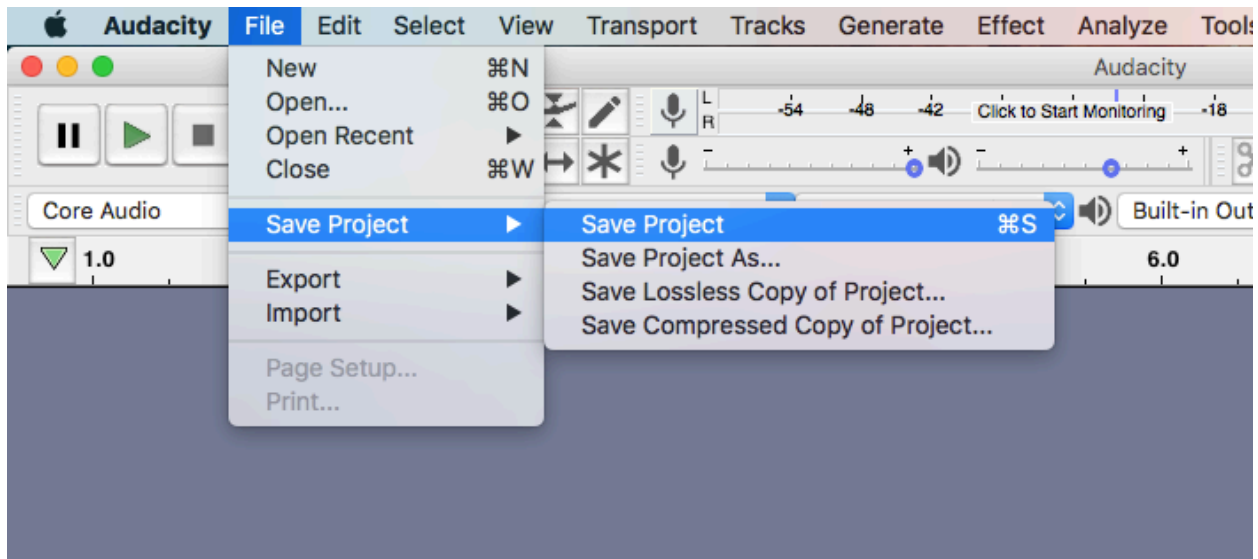 Audacity File Edit Select View Transport Tracks Generate Effect Analyze Tools
Audacity
New ⌘N
Open... ⌘O
Open Recent ▶
Close ⌘W
Save Project ▶
Export ▶
Import ▶
Page Setup...
Print...
Save Project ⌘S
Save Project As...
Save Lossless Copy of Project...
Save Compressed Copy of Project...
L
R
-54 -48 -42 Click to Start Monitoring -18
- + - +
Core Audio
Built-in Out
1.0 6.0